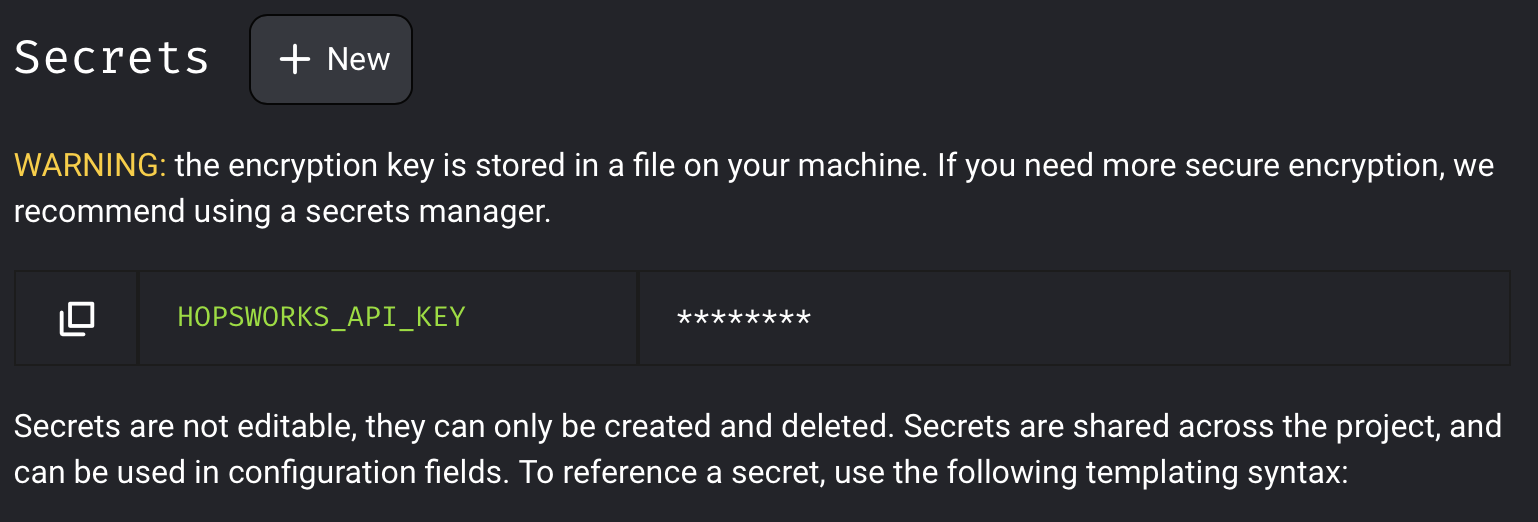 Secrets
New
WARNING: the encryption key is stored in a file on your machine. If you need more secure encryption, we
recommend using a secrets manager.
HOPSWORKS_API_KEY ********
Secrets are not editable, they can only be created and deleted. Secrets are shared across the project, and
can be used in configuration fields. To reference a secret, use the following templating syntax: